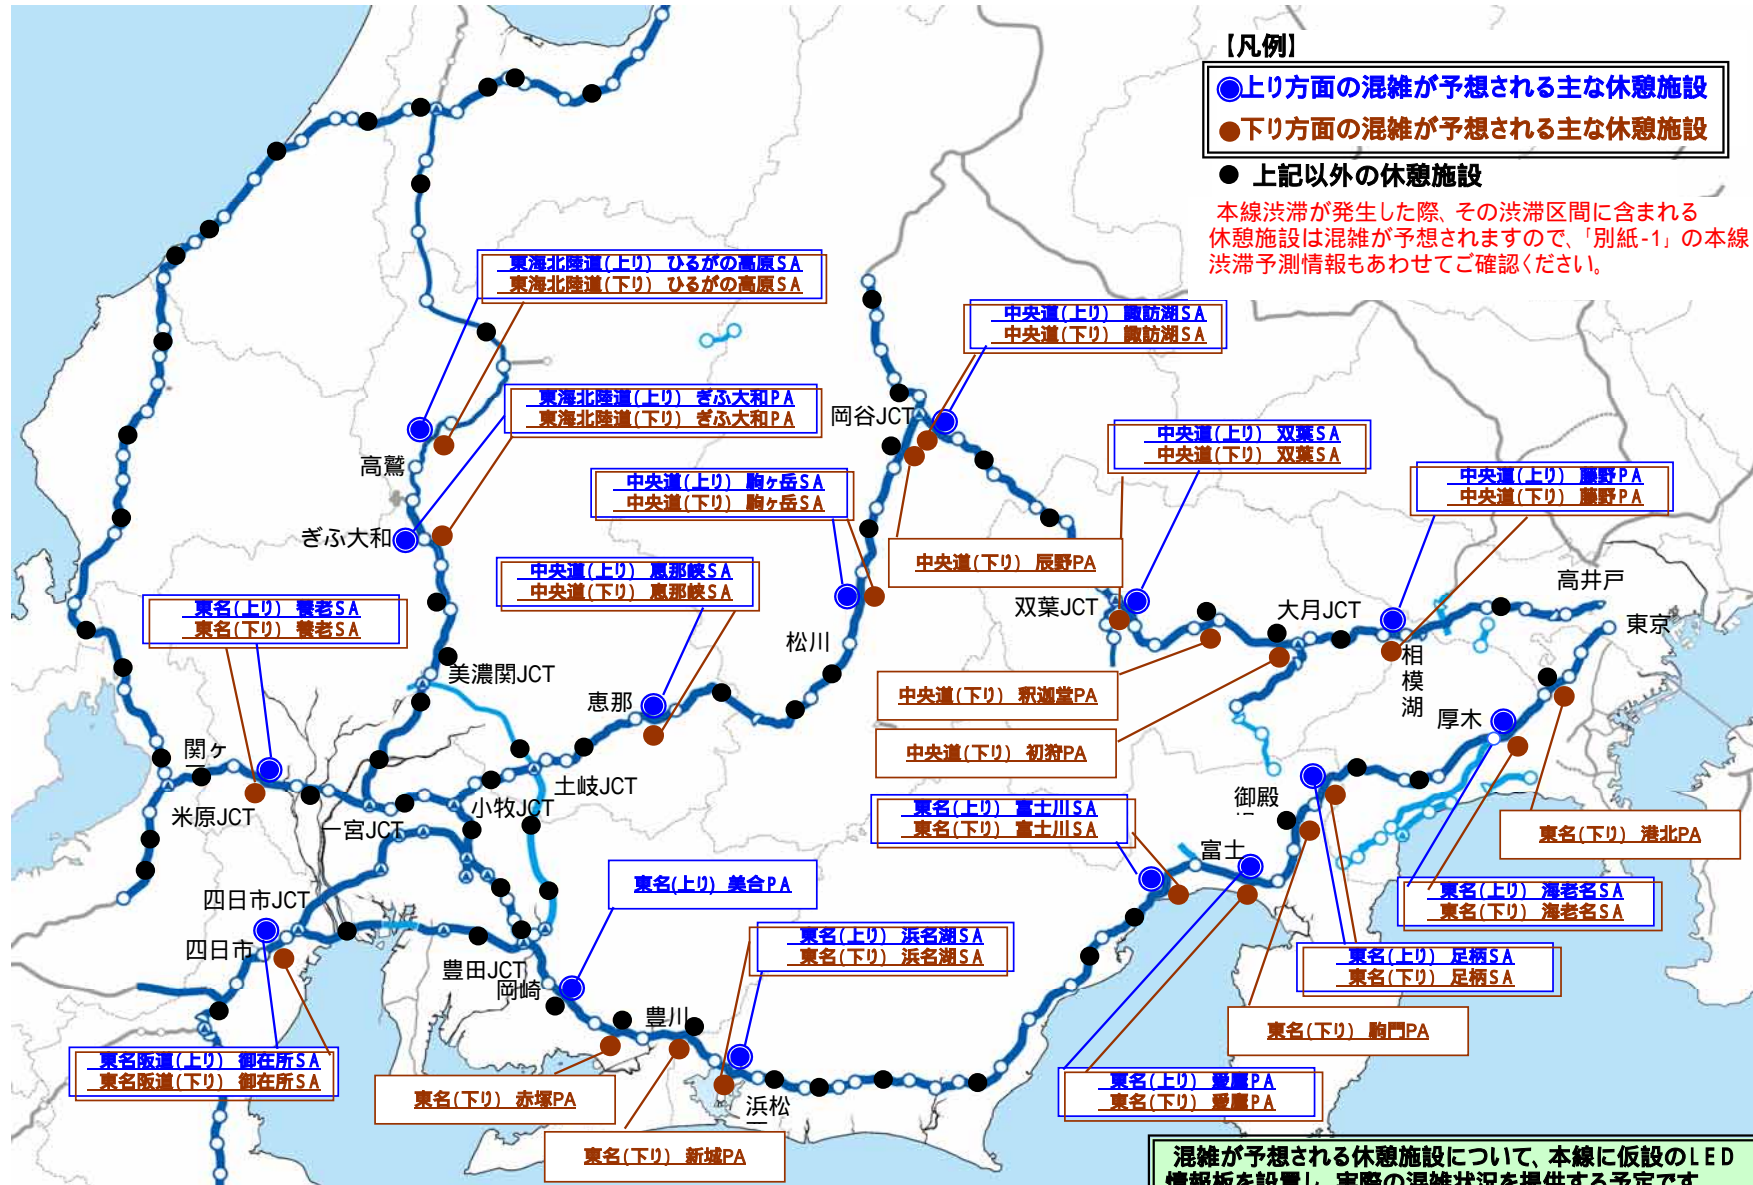 【凡例】
上り方面の混雑が予想される主な休憩施設
下り方面の混雑が予想される主な休憩施設
上記以外の休憩施設
本線渋滞が発生した際、その渋滞区間に含まれる
休憩施設は混雑が予想されますので、「別紙-1」の本線
渋滞予測情報もあわせてご確認ください。
東海北陸道(上り) ひるがの高原SA
東海北陸道(下り) ひるがの高原SA
中央道(上り) 諏訪湖SA
中央道(下り) 諏訪湖SA
東海北陸道(上り) ぎふ大和PA
東海北陸道(下り) ぎふ大和PA
岡谷JCT
中央道(上り) 双葉SA
中央道(下り) 双葉SA
高鷲
中央道(上り) 駒ヶ岳SA
中央道(下り) 駒ヶ岳SA
中央道(上り) 藤野PA
中央道(下り) 藤野PA
ぎふ大和
中央道(下り) 辰野PA
中央道(上り) 恵那峡SA
中央道(下り) 恵那峡SA
高井戸
東名(上り) 養老SA
東名(下り) 養老SA
双葉JCT
大月JCT
東京
松川
相模湖
美濃関JCT
恵那
中央道(下り) 釈迦堂PA
厚木
関ヶ
中央道(下り) 初狩PA
土岐JCT
米原JCT
一宮JCT
小牧JCT
御殿
東名(上り) 富士川SA
東名(下り) 富士川SA
東名(下り) 港北PA
富士
東名(上り) 美合PA
東名(上り) 海老名SA
東名(下り) 海老名SA
四日市JCT
四日市
東名(上り) 浜名湖SA
東名(下り) 浜名湖SA
豊田JCT
岡崎
東名(上り) 足柄SA
東名(下り) 足柄SA
豊川
東名(下り) 駒門PA
東名阪道(上り) 御在所SA
東名阪道(下り) 御在所SA
東名(下り) 赤塚PA
浜松
東名(上り) 愛鷹PA
東名(下り) 愛鷹PA
東名(下り) 新城PA
混雑が予想される休憩施設について、本線に仮設のLED
情報板を設置し、実際の混雑状況を提供する予定です